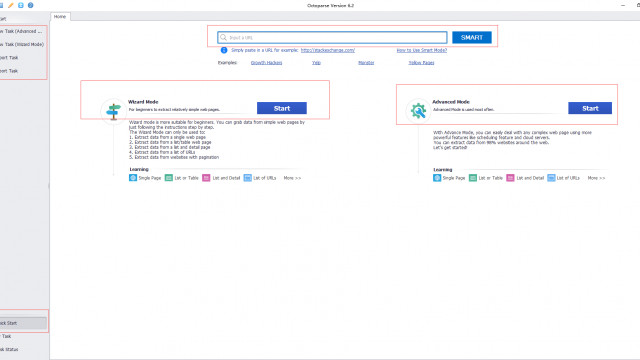 Octoparse Version 6.2
Home
Task (Advanced ...
Task (Wizard Mode)
Task
Task
Input a URL
SMART
Simply paste in a URL for example: http://stackexchange.com/
How to Use Smart Mode?
Examples Growth Hackers Yelp Monster Yellow Pages
Wizard Mode
For beginners to extract relatively simple web pages.
Start
Wizard mode is more suitable for beginners. You can grab data from simple web pages by
just following the instructions step by step.
The Wizard Mode can only be used to:
1. Extract data from a single web page
2. Extract data from a list/table web page
3. Extract data from a list and detail page
4. Extract data from a list of URLs
5. Extract data from websites with pagination
Learning
Single Page List or Table List and Detail List of URLs More >>
Advanced Mode
Advanced Mode is used most often.
Start
With Advance Mode, you can easily deal with any complex web page using more
powerful features like scheduling feature and cloud servers.
You can extract data from 98% websites around the web.
Let's get started!
Learning
Single Page List or Table List and Detail List of URLs More >>
Start
Task
Status